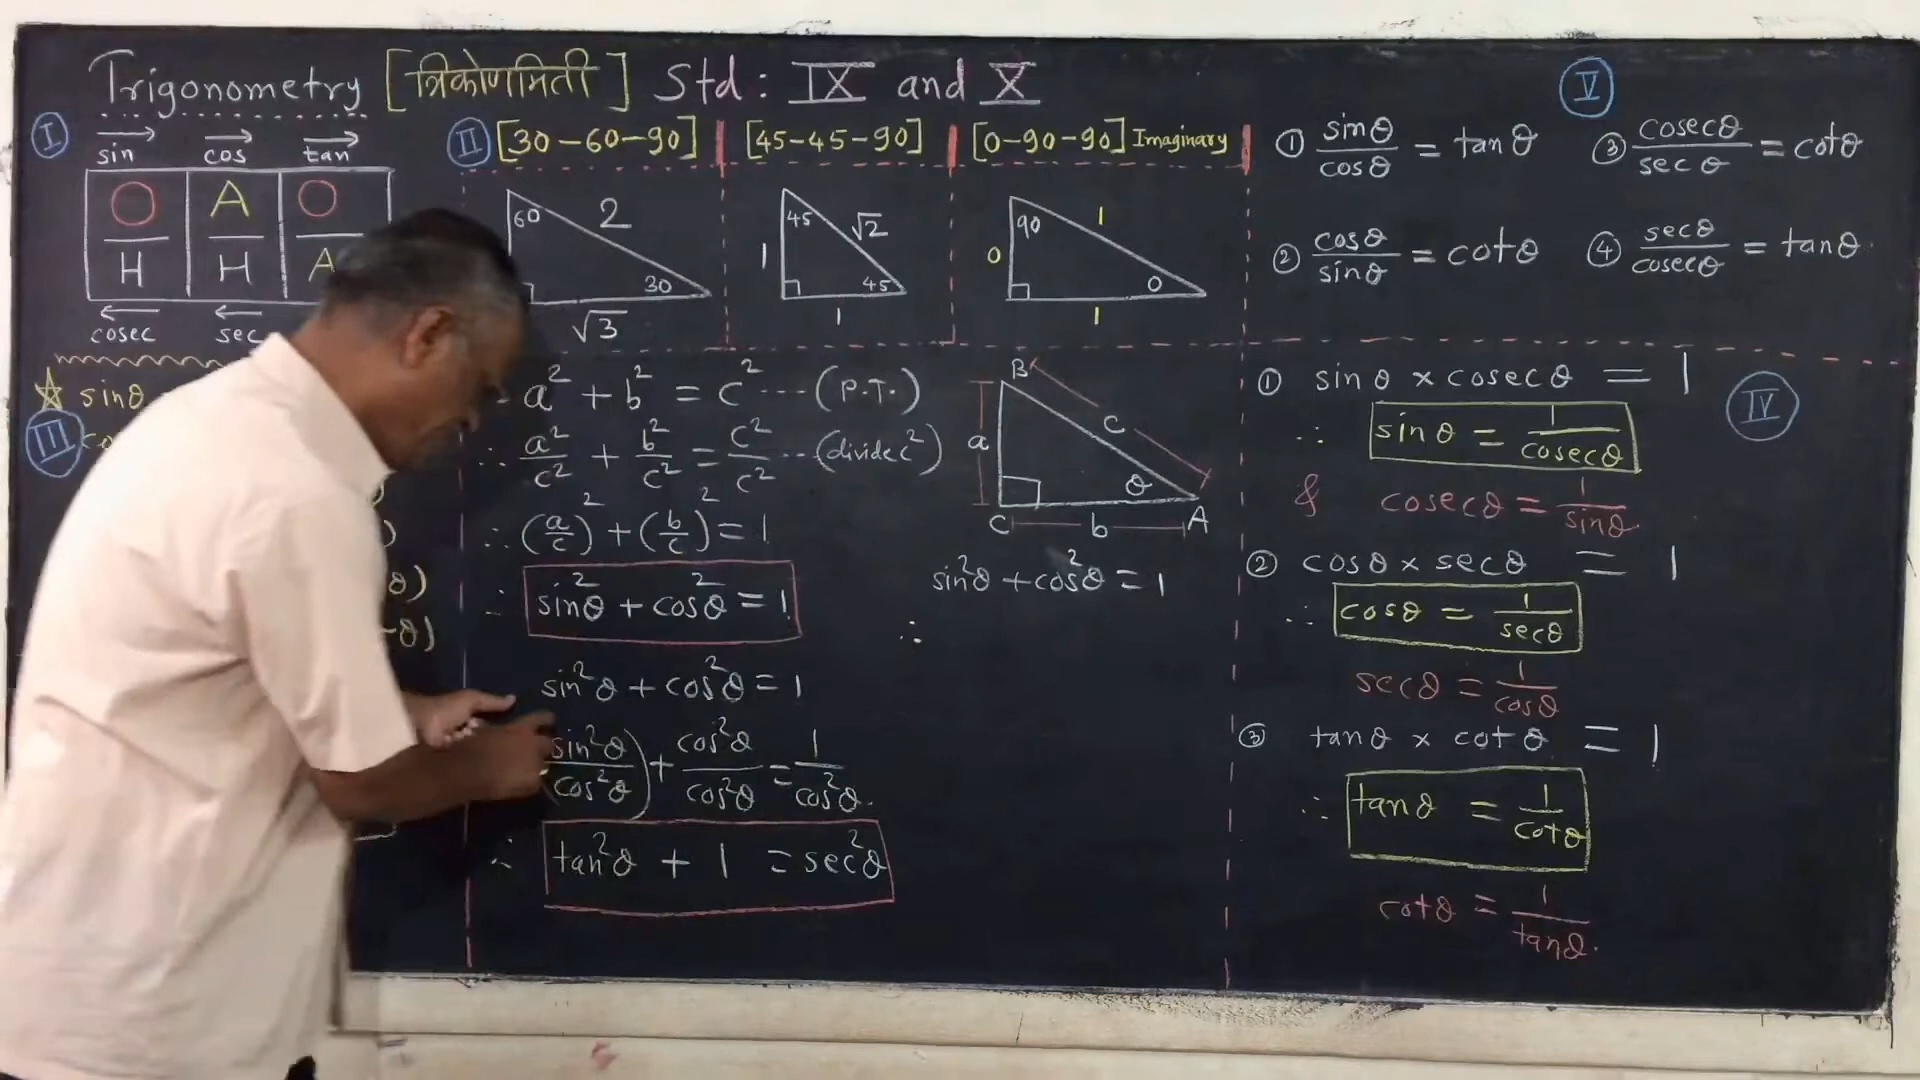 Trigonometry [त्रिकोणमिती] Std : IX and X
I
sin cos tan
O A O
H H A
cosec sec
☆ sinθ
III
θ)
θ)
II [30-60-90] [45-45-90] [0-90-90] Imaginary
60 2 30 √3
45 √2 1 45 1
90 1 0 0 1
∴ a² + b² = c² ---- (P.T.)
∴ a²/c² + b²/c² = c²/c² --- (divide c²)
∴ (a/c)² + (b/c)² = 1
∴ sin²θ + cos²θ = 1
sin²θ + cos²θ = 1
sin²θ/cos²θ + cos²θ/cos²θ = 1/cos²θ.
∴ tan²θ + 1 = sec²θ
B
a c
θ
C b A
sin²θ + cos²θ = 1
∴
V
① sinθ/cosθ = tanθ
② cosθ/sinθ = cotθ
③ cosecθ/secθ = cotθ
④ secθ/cosecθ = tanθ
IV
① sinθ × cosecθ = 1
∴ sinθ = 1/cosecθ
& cosecθ = 1/sinθ
② cosθ × secθ = 1
∴ cosθ = 1/secθ
secθ = 1/cosθ
③ tanθ × cotθ = 1
∴ tanθ = 1/cotθ
cotθ = 1/tanθ.